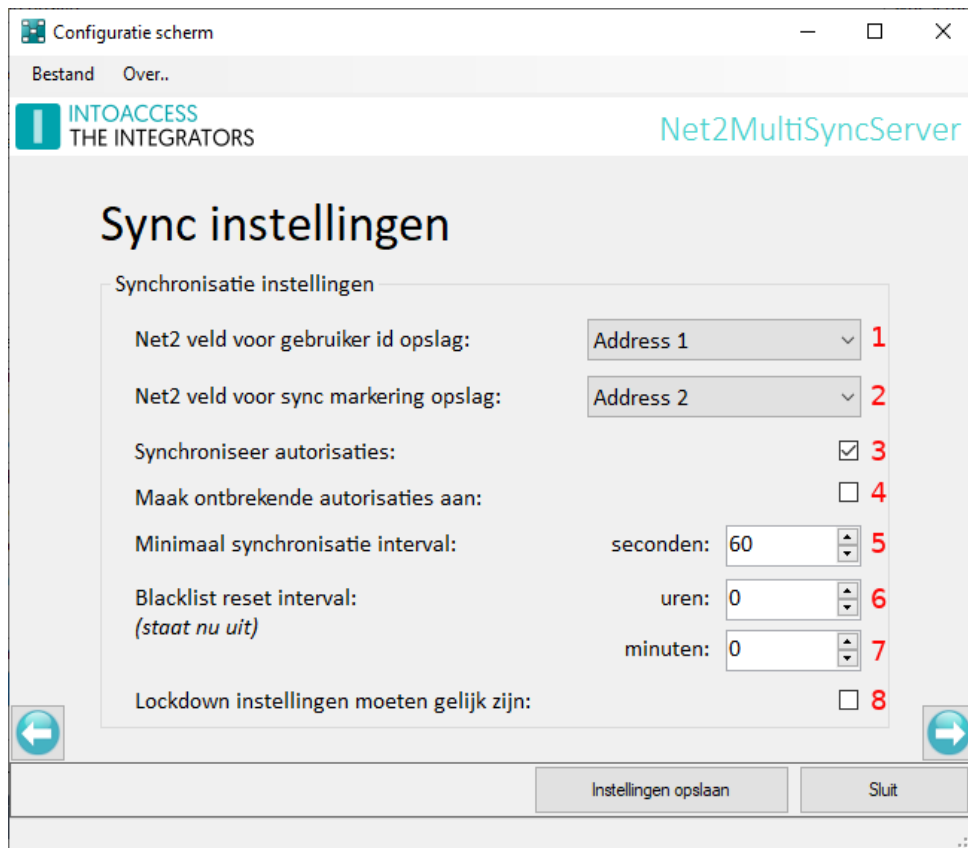 Configuratie scherm
Bestand Over..
INTOACCESS
THE INTEGRATORS
Net2MultiSyncServer
Sync instellingen
Synchronisatie instellingen
Net2 veld voor gebruiker id opslag: Address 1 1
Net2 veld voor sync markering opslag: Address 2 2
Synchroniseer autorisaties: 3
Maak ontbrekende autorisaties aan: 4
Minimaal synchronisatie interval: seconden: 60 5
Blacklist reset interval: uren: 0 6
(staat nu uit)
minuten: 0 7
Lockdown instellingen moeten gelijk zijn: 8
Instellingen opslaan Sluit